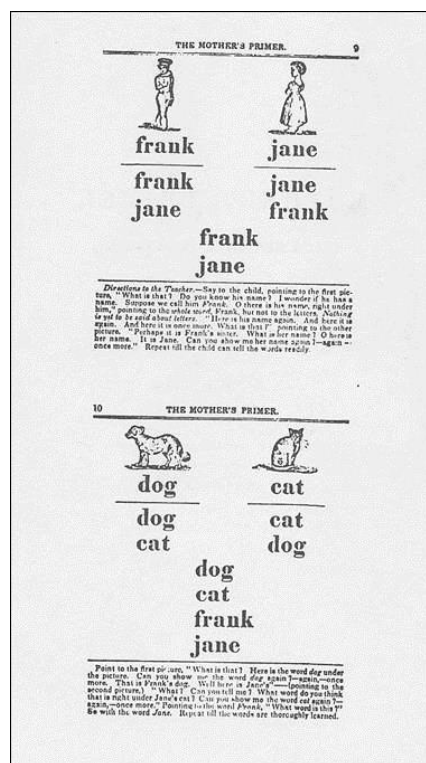 THE MOTHER'S PRIMER. 9
frank jane
frank jane
jane frank
frank
jane
Directions to the Teacher.—Say to the child, pointing to the first pic-
ture, "What is that? Do you know his name? I wonder if he has a
name. Suppose we call him Frank. O there is his name, right under
him," pointing to the whole word, Frank, but not to the letters. Nothing
is yet to be said about letters. "Here is his name again. And here it is
again. And here it is once more. What is that?" pointing to the other
picture. "Perhaps it is Frank's sister. What is her name? O here is
her name. It is Jane. Can you show me her name again?—again—
once more." Repeat till the child can tell the words readily.
10 THE MOTHER'S PRIMER.
dog cat
dog cat
cat dog
dog
cat
frank
jane
Point to the first picture, "What is that? Here is the word dog under
the picture. Can you show me the word dog again?—again,—once
more. That is Frank's dog. Well here is Jane's"—(pointing to the
second picture.) "What? Can you tell me? What word do you think
that is right under Jane's cat? Can you show me the word cat again?—
again,—once more." Pointing to the word Frank, "What word is this?"
So with the word Jane. Repeat till the words are thoroughly learned.